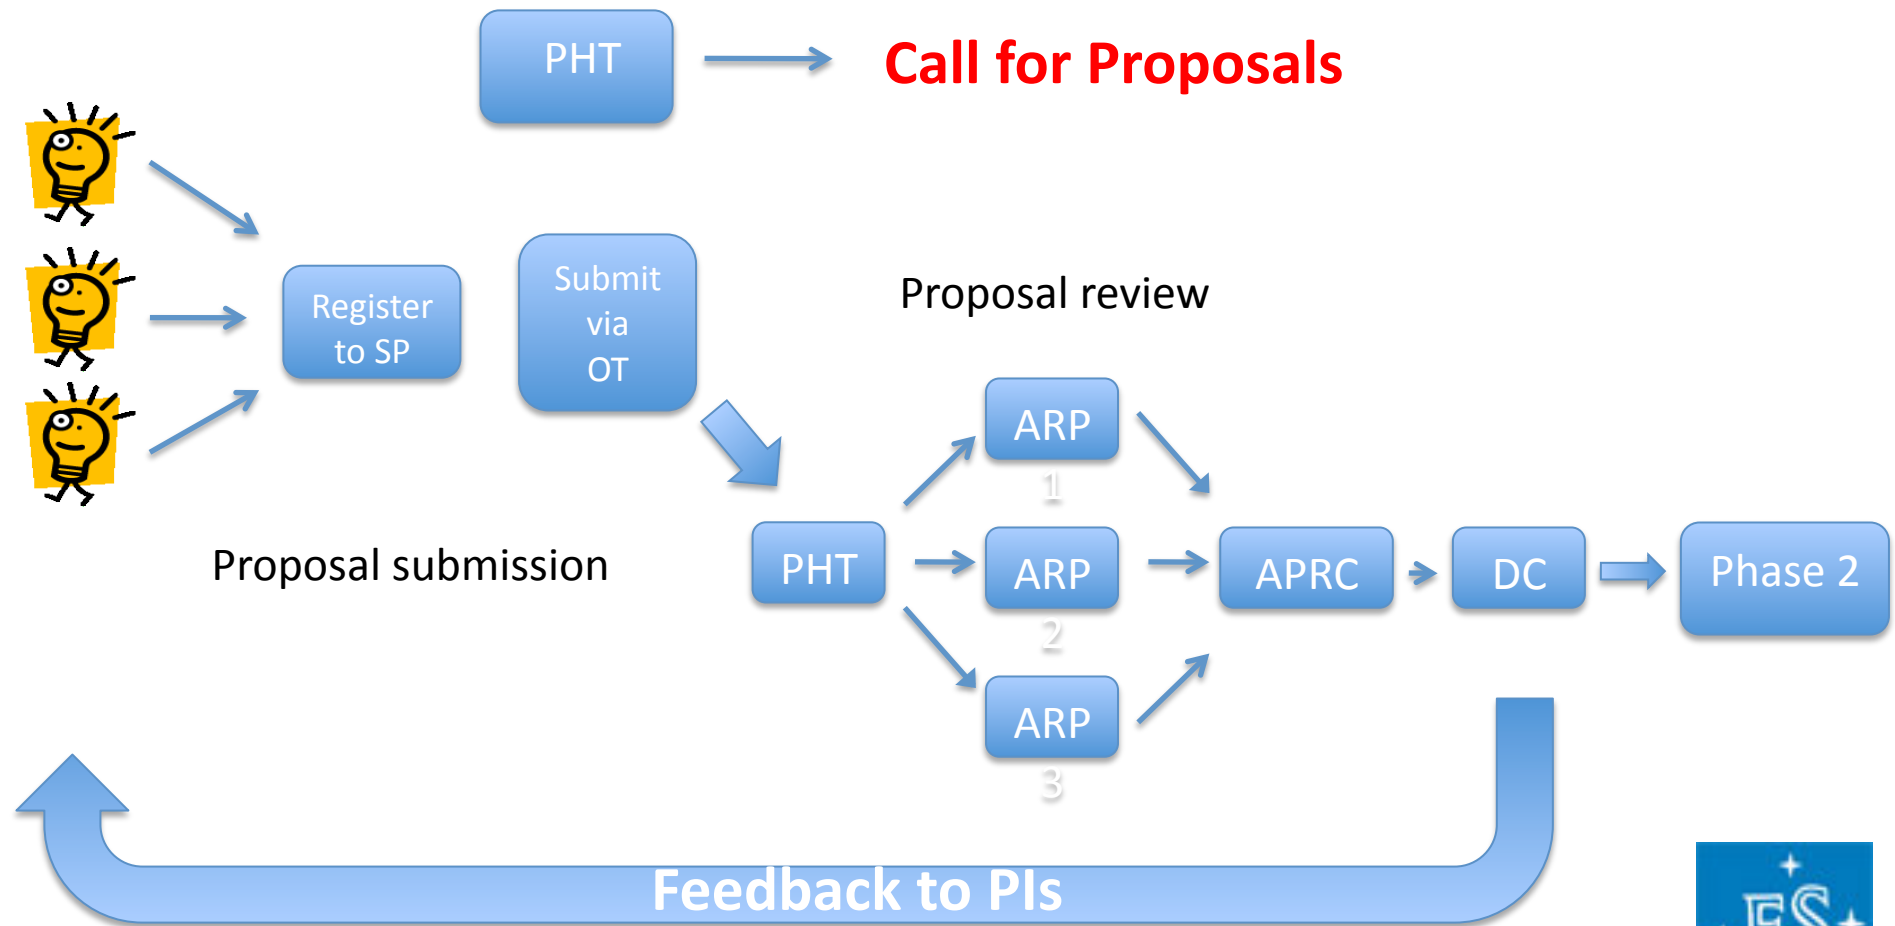 PHT
Call for Proposals
Register
to SP
Submit
via
OT
Proposal review
ARP
1
Proposal submission
PHT
ARP
2
APRC
DC
Phase 2
ARP
3
Feedback to PIs
ES